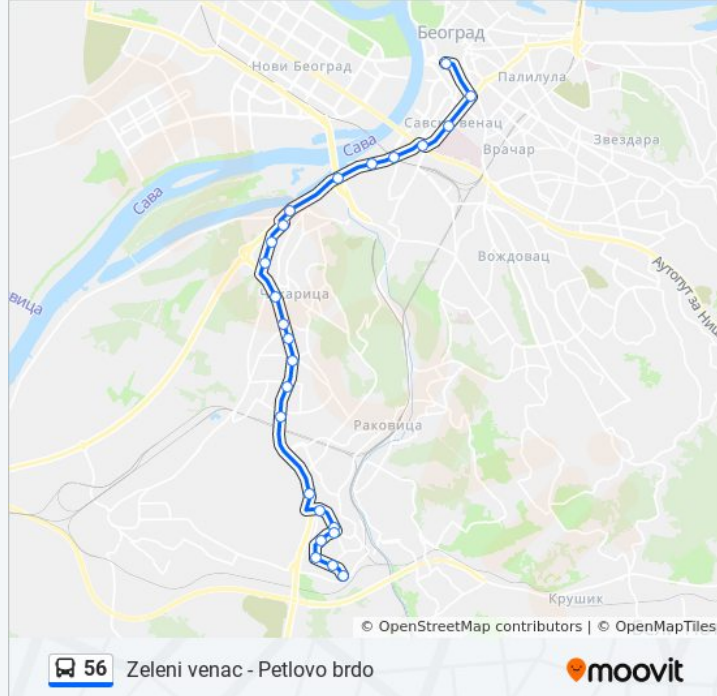 Београд
Нови Београд
Палилула
Савски венац
Сава
Врачар
Звездара
Сава
Вождовац
Аутопут за Ниш
вица
Чукарица
Раковица
Крушик
© OpenStreetMap contributors | © OpenMapTiles
56 Zeleni venac - Petlovo brdo
moovit